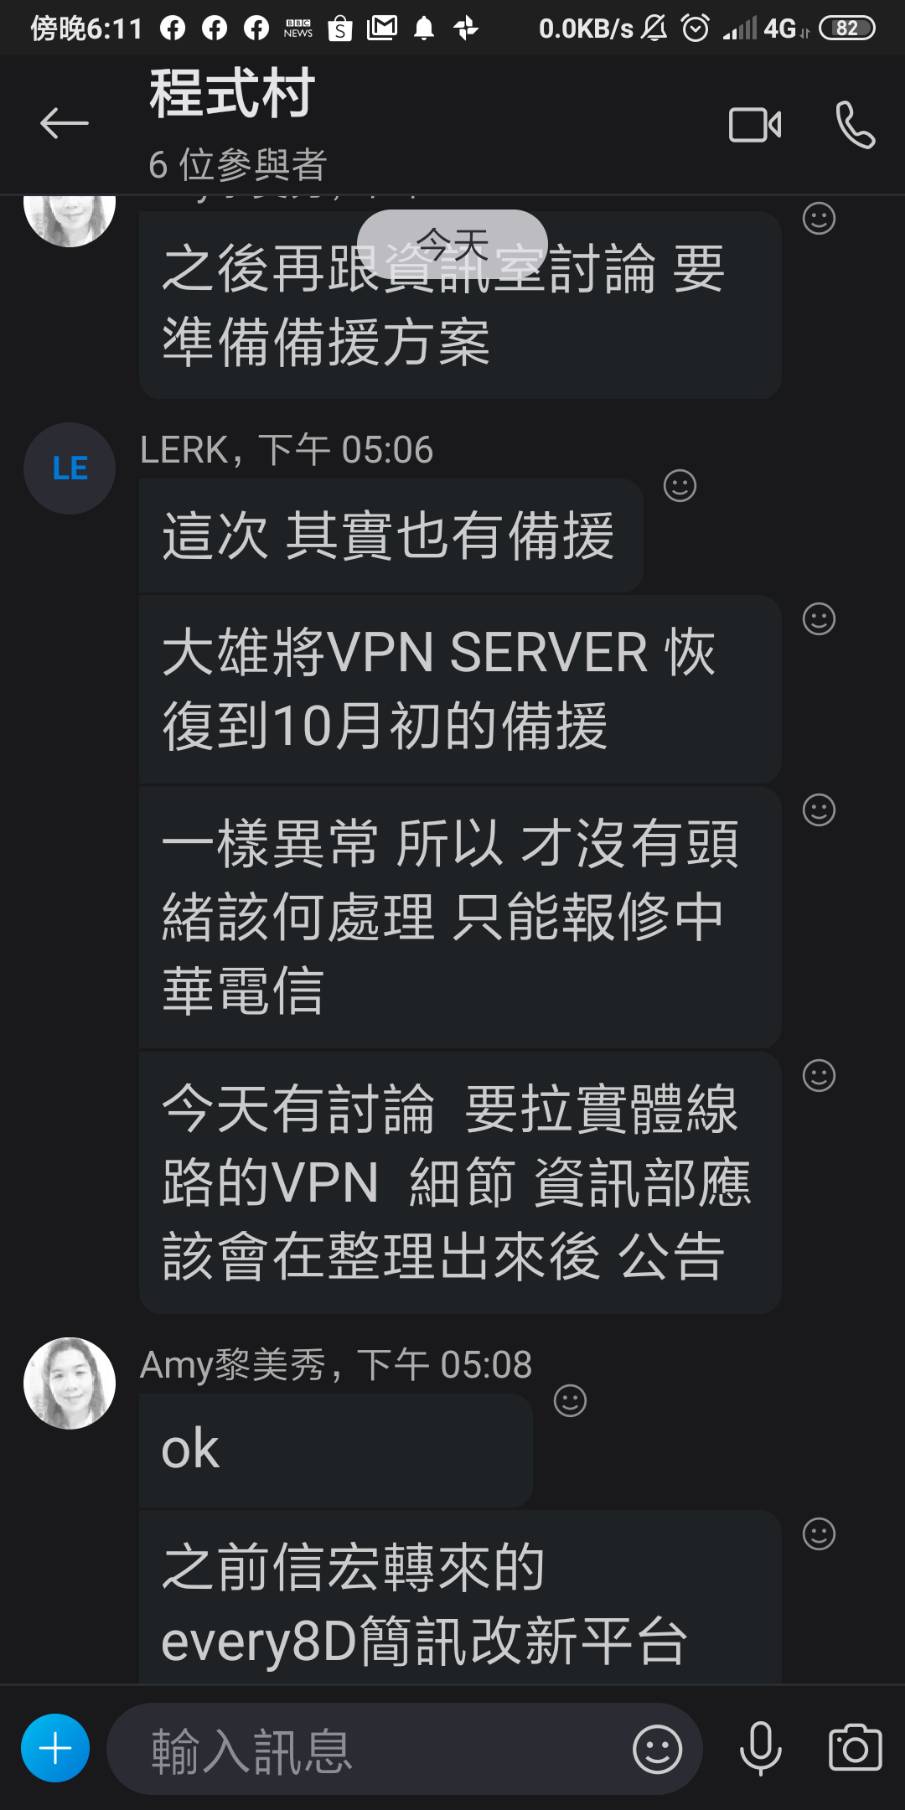 傍晚6:11
BBC
NEWS
0.0KB/s
4G
82
程式村
6 位參與者
今天
之後再跟資訊室討論 要
準備備援方案
LE
LERK, 下午 05:06
這次 其實也有備援
大雄將VPN SERVER 恢
復到10月初的備援
一樣異常 所以 才沒有頭
緒該何處理 只能報修中
華電信
今天有討論  要拉實體線
路的VPN  細節 資訊部應
該會在整理出來後 公告
Amy黎美秀, 下午 05:08
ok
之前信宏轉來的
every8D簡訊改新平台
輸入訊息